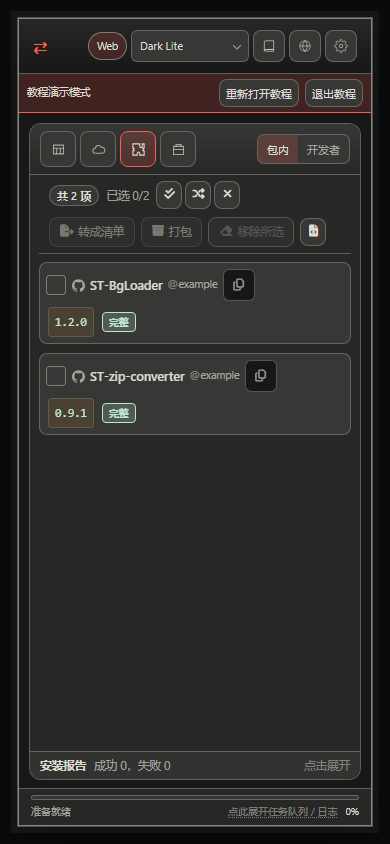 Web Dark Lite
教程演示模式 重新打开教程 退出教程
包内 开发者
共 2 项 已选 0/2
转成清单 打包 移除所选
ST-BgLoader @example
1.2.0 完整
ST-zip-converter @example
0.9.1 完整
安装报告 成功 0，失败 0 点击展开
准备就绪 点此展开任务队列 / 日志 0%